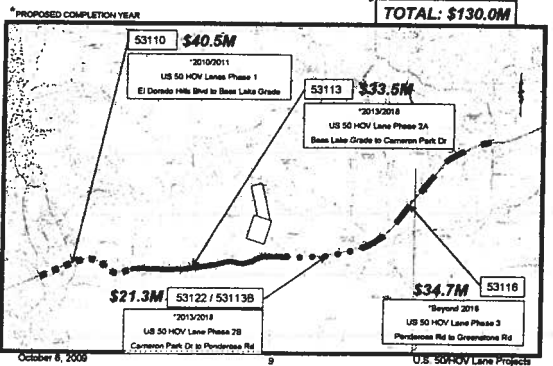 *PROPOSED COMPLETION YEAR
TOTAL: $130.0M
53110 $40.5M
*2010/2011
US 50 HOV Lanes Phase 1
El Dorado Hills Blvd to Bass Lake Grade
53113 $33.5M
*2013/2018
US 50 HOV Lane Phase 2A
Bass Lake Grade to Cameron Park Dr
$21.3M 53122 / 53113B
*2013/2018
US 50 HOV Lane Phase 2B
Cameron Park Dr to Ponderosa Rd
$34.7M 53116
*Beyond 2016
US 50 HOV Lane Phase 3
Ponderosa Rd to Greenstone Rd
October 6, 2009
9
U.S. 50/HOV Lane Projects